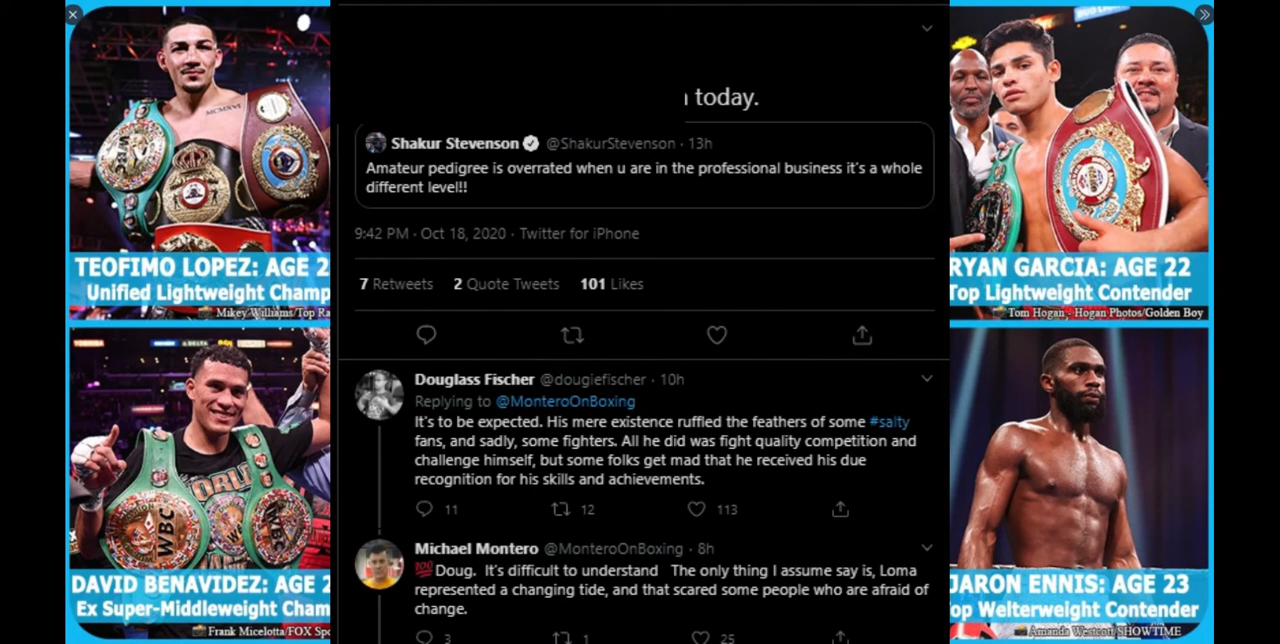 today.
Shakur Stevenson @ShakurStevenson · 13h
Amateur pedigree is overrated when u are in the professional business it's a whole
different level!!
9:42 PM · Oct 18, 2020 · Twitter for iPhone
7 Retweets 2 Quote Tweets 101 Likes
Douglass Fischer @dougiefischer · 10h
Replying to @MonteroOnBoxing
It's to be expected. His mere existence ruffled the feathers of some #salty
fans, and sadly, some fighters. All he did was fight quality competition and
challenge himself, but some folks get mad that he received his due
recognition for his skills and achievements.
11 12 113
Michael Montero @MonteroOnBoxing · 8h
💯Doug. It's difficult to understand The only thing I assume say is, Loma
represented a changing tide, and that scared some people who are afraid of
change.
3 1 25
MCMXVI
WBC
TEOFIMO LOPEZ: AGE 2
Unified Lightweight Champ
Mikey Williams/Top Ra
WORLD
WBC
WBC
DAVID BENAVIDEZ: AGE 2
Ex Super-Middleweight Cham
Frank Micelotta/FOX Spo
RYAN GARCIA: AGE 22
Top Lightweight Contender
Tom Hogan - Hogan Photos/Golden Boy
JARON ENNIS: AGE 23
op Welterweight Contender
Amanda Westcott/SHOWTIME